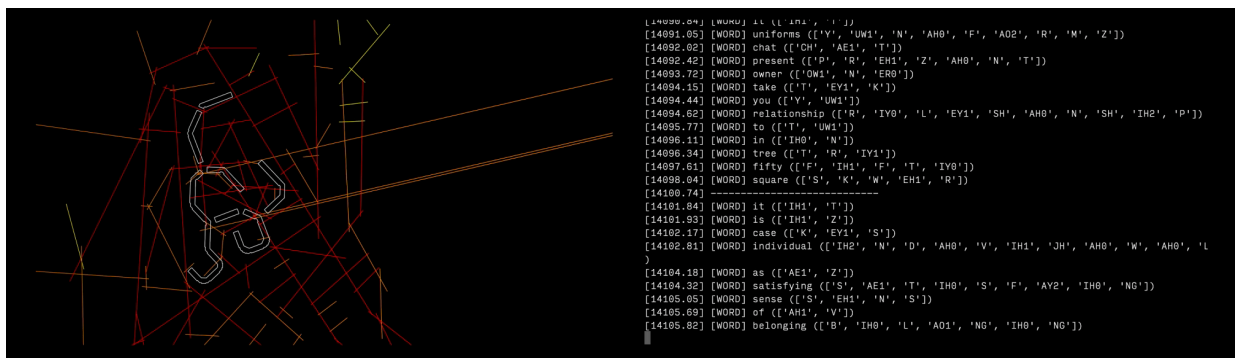 [14090.84] [WORD] it (['IH1', 'T'])
[14091.05] [WORD] uniforms (['Y', 'UW1', 'N', 'AH0', 'F', 'AO2', 'R', 'M', 'Z'])
[14092.02] [WORD] chat (['CH', 'AE1', 'T'])
[14092.42] [WORD] present (['P', 'R', 'EH1', 'Z', 'AH0', 'N', 'T'])
[14093.72] [WORD] owner (['OW1', 'N', 'ER0'])
[14094.15] [WORD] take (['T', 'EY1', 'K'])
[14094.44] [WORD] you (['Y', 'UW1'])
[14094.62] [WORD] relationship (['R', 'IY0', 'L', 'EY1', 'SH', 'AH0', 'N', 'SH', 'IH2', 'P'])
[14095.77] [WORD] to (['T', 'UW1'])
[14096.11] [WORD] in (['IH0', 'N'])
[14096.34] [WORD] tree (['T', 'R', 'IY1'])
[14097.61] [WORD] fifty (['F', 'IH1', 'F', 'T', 'IY0'])
[14098.04] [WORD] square (['S', 'K', 'W', 'EH1', 'R'])
[14100.74] ------------------------------
[14101.84] [WORD] it (['IH1', 'T'])
[14101.93] [WORD] is (['IH1', 'Z'])
[14102.17] [WORD] case (['K', 'EY1', 'S'])
[14102.81] [WORD] individual (['IH2', 'N', 'D', 'AH0', 'V', 'IH1', 'JH', 'AH0', 'W', 'AH0', 'L
)
[14104.18] [WORD] as (['AE1', 'Z'])
[14104.32] [WORD] satisfying (['S', 'AE1', 'T', 'IH0', 'S', 'F', 'AY2', 'IH0', 'NG'])
[14105.05] [WORD] sense (['S', 'EH1', 'N', 'S'])
[14105.69] [WORD] of (['AH1', 'V'])
[14105.82] [WORD] belonging (['B', 'IH0', 'L', 'AO1', 'NG', 'IH0', 'NG'])